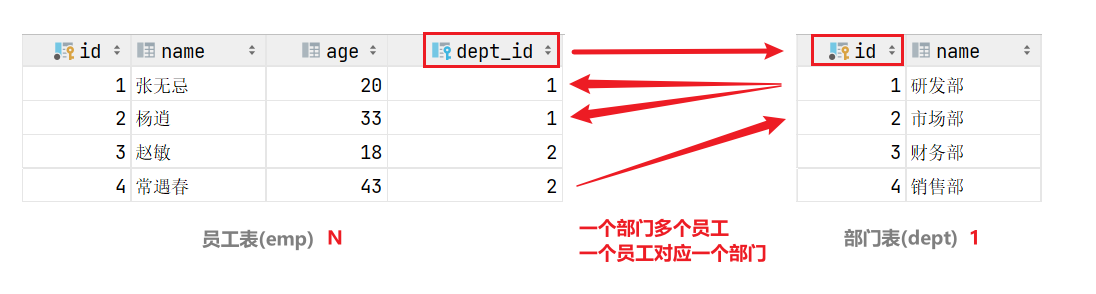 id name age dept_id id name
1 张无忌 20 1 1 研发部
2 杨逍 33 1 2 市场部
3 赵敏 18 2 3 财务部
4 常遇春 43 2 4 销售部
员工表(emp) N 一个部门多个员工 部门表(dept) 1
一个员工对应一个部门